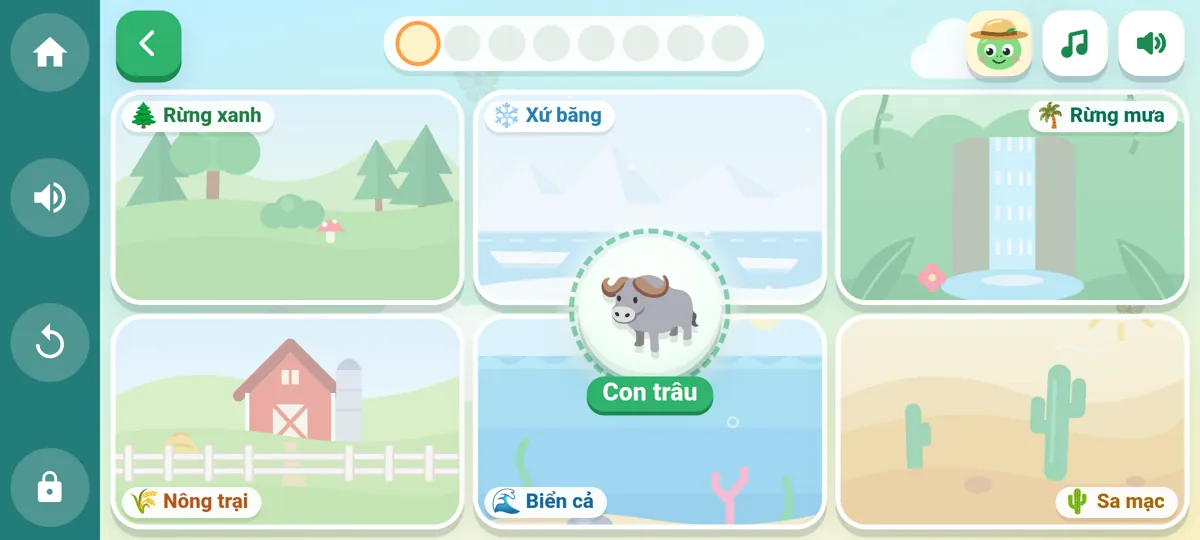 Rừng xanh
Xứ băng
Rừng mưa
Con trâu
Nông trại
Biển cả
Sa mạc